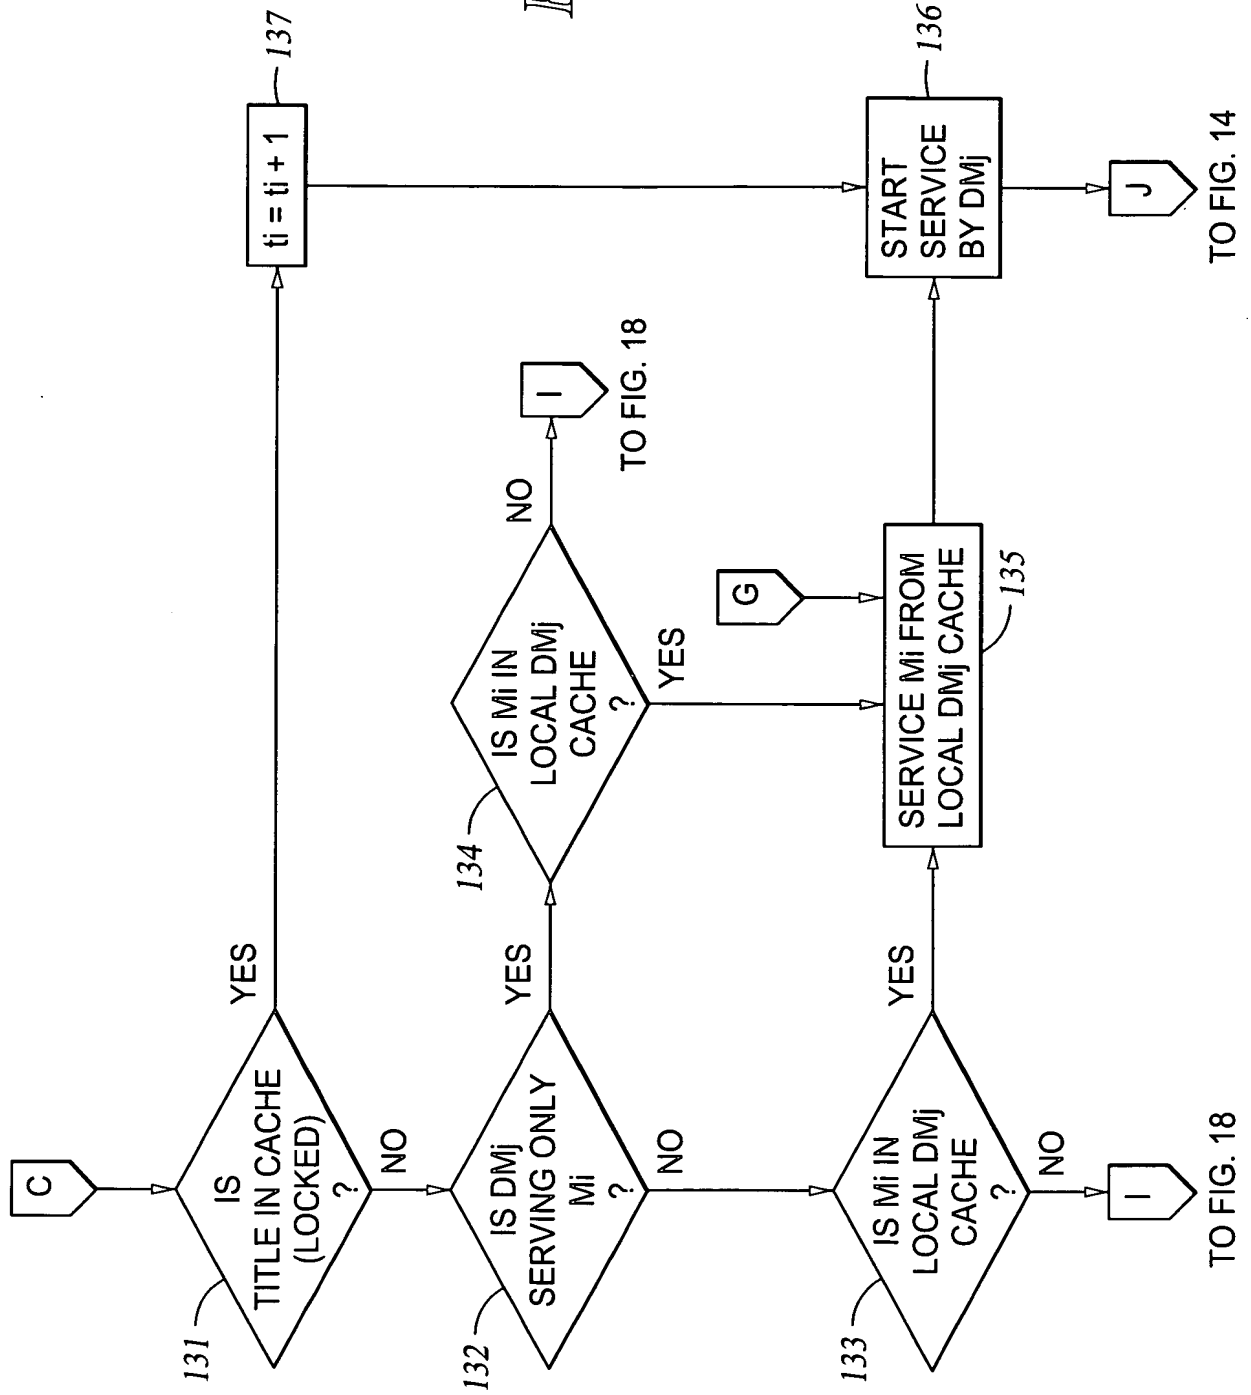 C
131
IS
TITLE IN CACHE
(LOCKED)
?
YES
NO
ti = ti + 1
137
132
IS DMj
SERVING ONLY
Mi
?
YES
NO
134
IS Mi IN
LOCAL DMj
CACHE
?
NO
YES
I
TO FIG. 18
G
133
IS Mi IN
LOCAL DMj
CACHE
?
YES
NO
I
TO FIG. 18
SERVICE Mi FROM
LOCAL DMj CACHE
135
START
SERVICE
BY DMj
136
J
TO FIG. 14